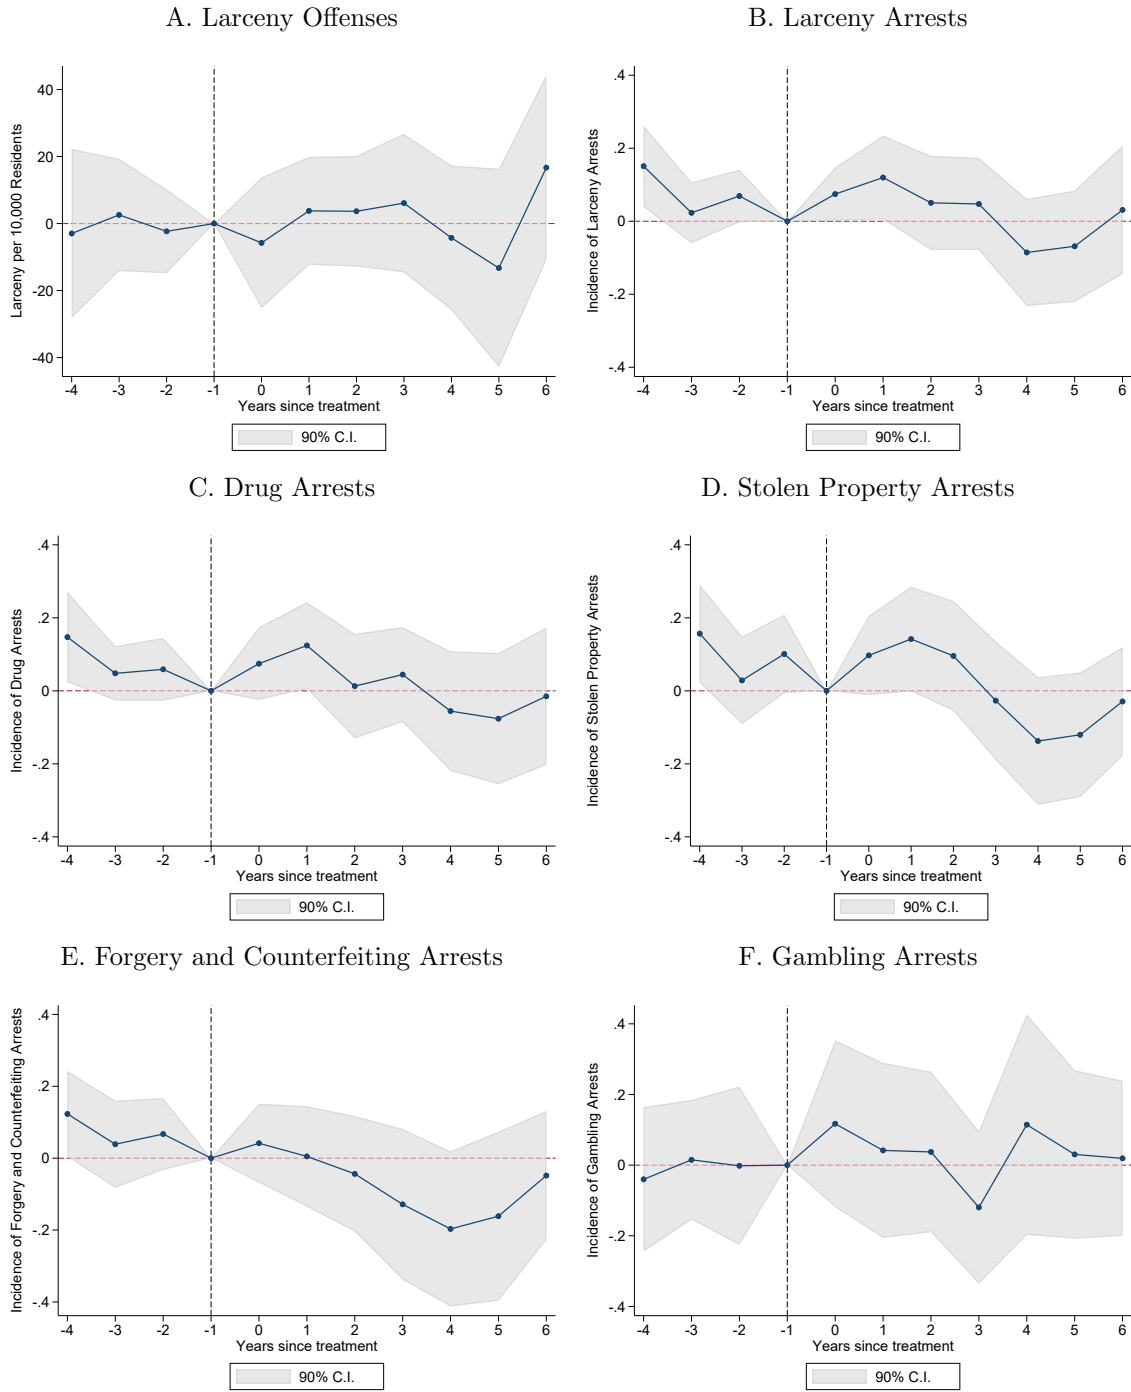 A. Larceny Offenses
Larceny per 10,000 Residents
40
20
0
-20
-40
-4 -3 -2 -1 0 1 2 3 4 5 6
Years since treatment
90% C.I.
B. Larceny Arrests
Incidence of Larceny Arrests
.4
.2
0
-.2
-.4
-4 -3 -2 -1 0 1 2 3 4 5 6
Years since treatment
90% C.I.
C. Drug Arrests
Incidence of Drug Arrests
.4
.2
0
-.2
-.4
-4 -3 -2 -1 0 1 2 3 4 5 6
Years since treatment
90% C.I.
D. Stolen Property Arrests
Incidence of Stolen Property Arrests
.4
.2
0
-.2
-.4
-4 -3 -2 -1 0 1 2 3 4 5 6
Years since treatment
90% C.I.
E. Forgery and Counterfeiting Arrests
Incidence of Forgery and Counterfeiting Arrests
.4
.2
0
-.2
-.4
-4 -3 -2 -1 0 1 2 3 4 5 6
Years since treatment
90% C.I.
F. Gambling Arrests
Incidence of Gambling Arrests
.4
.2
0
-.2
-.4
-4 -3 -2 -1 0 1 2 3 4 5 6
Years since treatment
90% C.I.